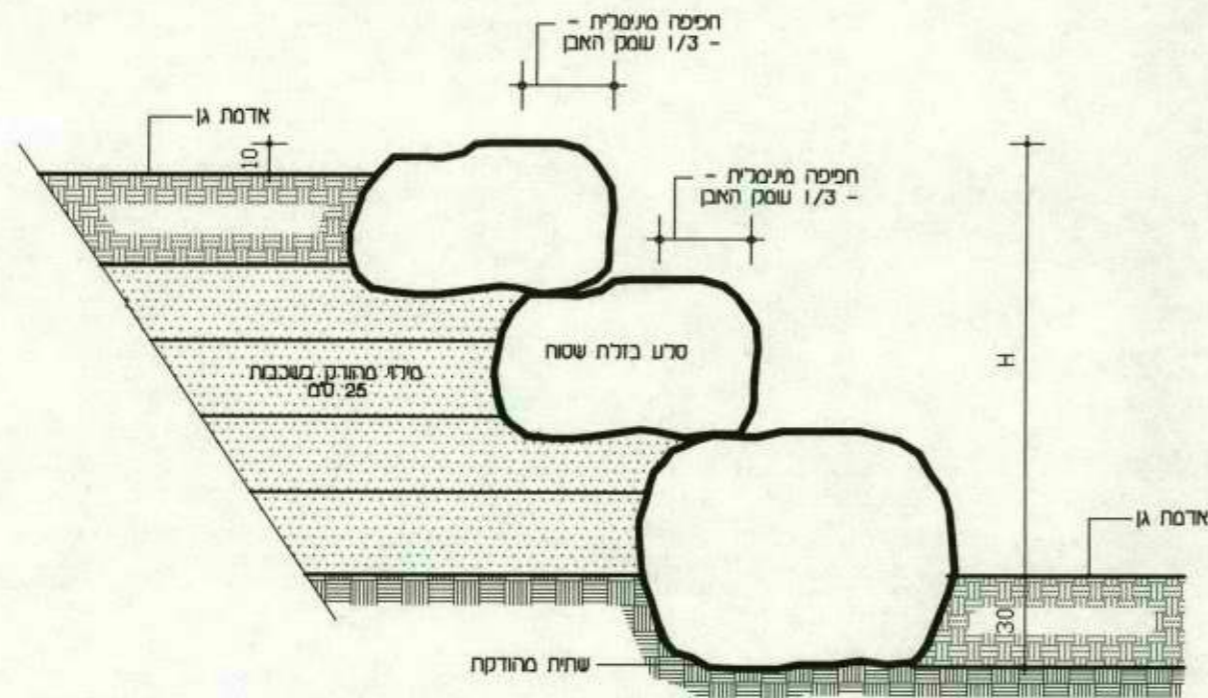 חפיפה מינימלית -
- 1/3 עומק האבן
אדמת גן
10
חפיפה מינימלית -
- 1/3 עומק האבן
סלע בזלת שטוח
מילוי מהודק בשכבות
25 ס"מ
H
אדמת גן
30
שתית מהודקת